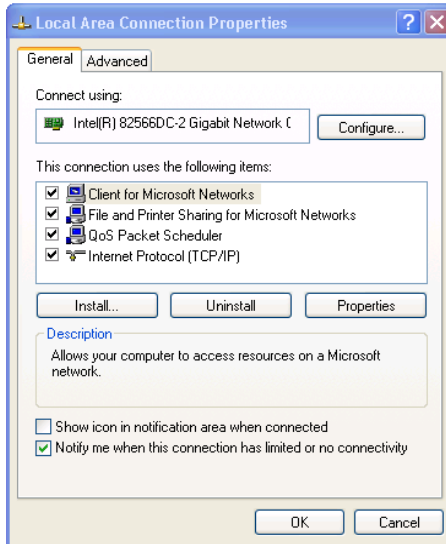 Local Area Connection Properties
General Advanced
Connect using:
Intel(R) 82566DC-2 Gigabit Network C
Configure...
This connection uses the following items:
Client for Microsoft Networks
File and Printer Sharing for Microsoft Networks
QoS Packet Scheduler
Internet Protocol (TCP/IP)
Install... Uninstall Properties
Description
Allows your computer to access resources on a Microsoft
network.
Show icon in notification area when connected
Notify me when this connection has limited or no connectivity
OK Cancel